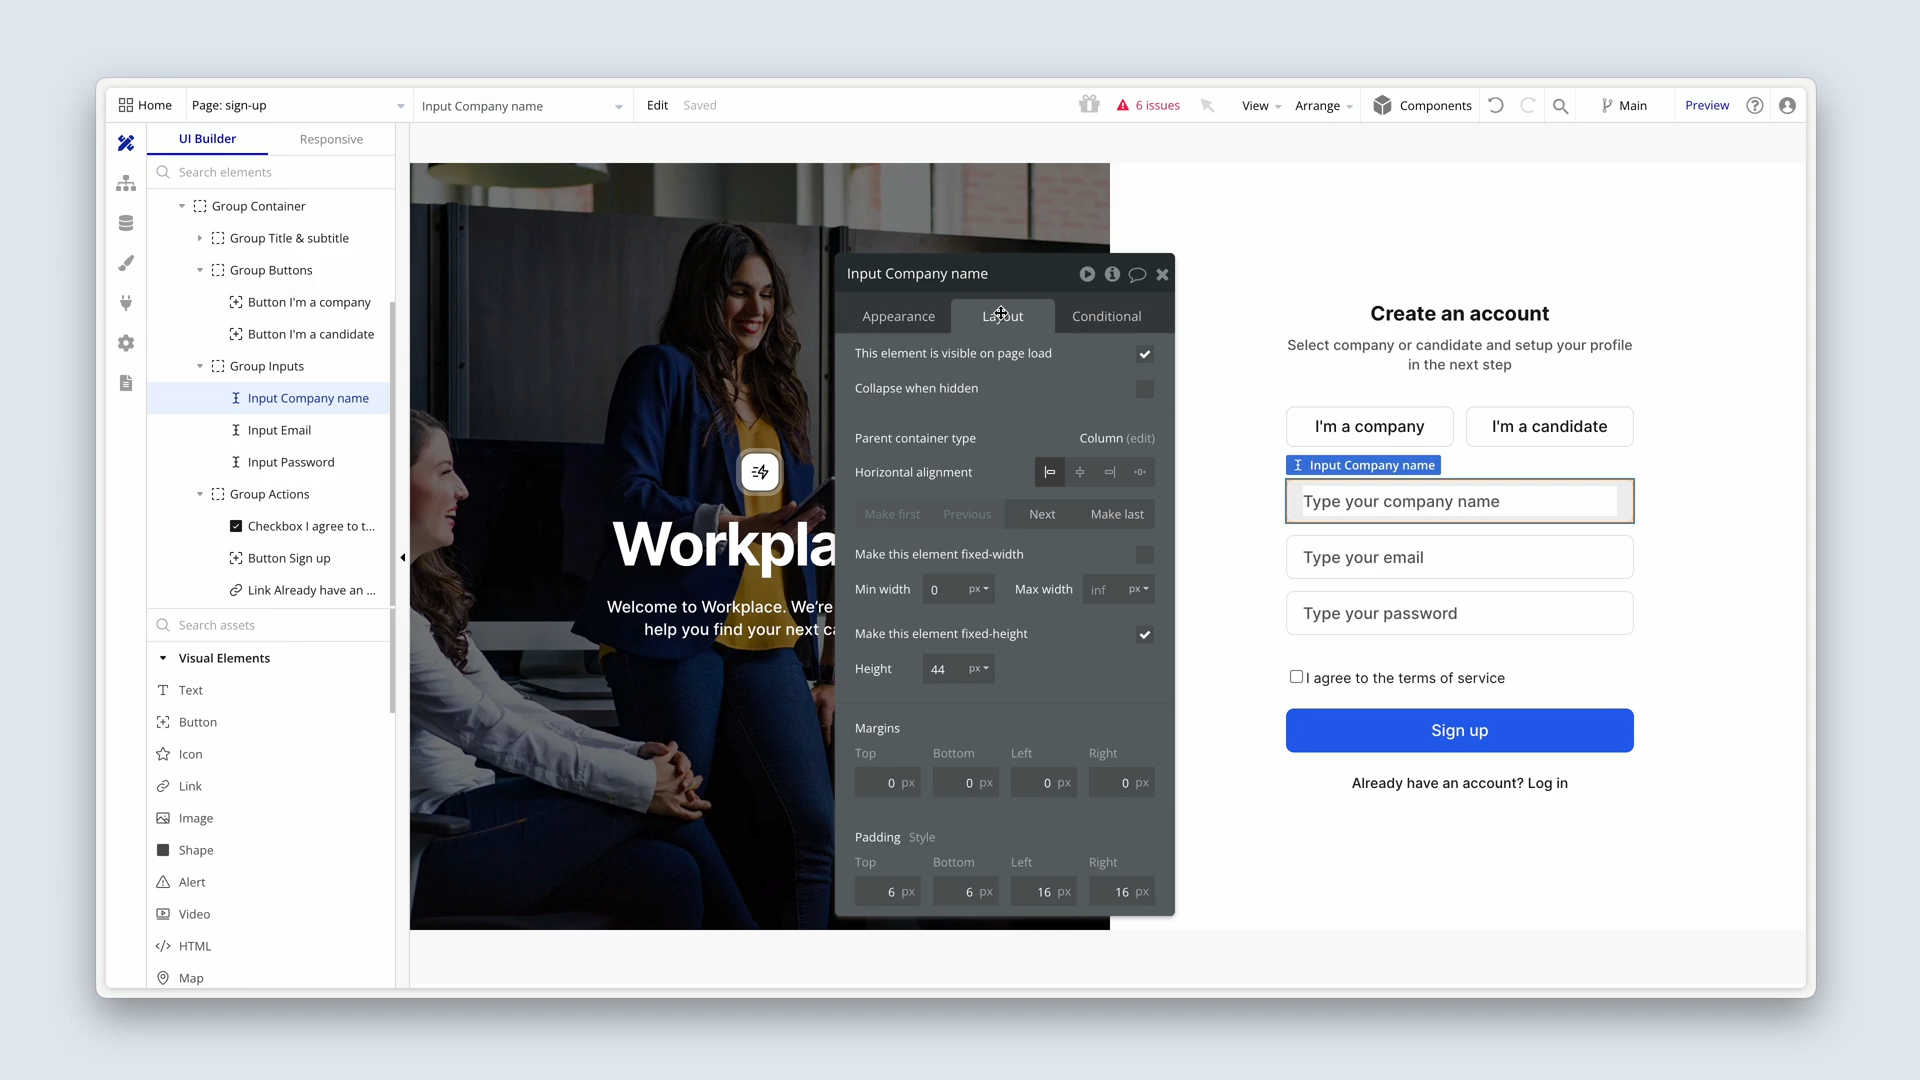 Home
Page: sign-up
Input Company name
Edit
Saved
6 issues
View
Arrange
Components
Main
Preview
UI Builder
Responsive
Search elements
Group Container
Group Title & subtitle
Group Buttons
Button I'm a company
Button I'm a candidate
Group Inputs
Input Company name
Input Email
Input Password
Group Actions
Checkbox I agree to t...
Button Sign up
Link Already have an ...
Search assets
Visual Elements
Text
Button
Icon
Link
Image
Shape
Alert
Video
HTML
Map
Workpla
Welcome to Workplace. We're
help you find your next ca
Input Company name
Appearance
Layout
Conditional
This element is visible on page load
Collapse when hidden
Parent container type
Column (edit)
Horizontal alignment
Make first
Previous
Next
Make last
Make this element fixed-width
Min width
0 px
Max width
inf px
Make this element fixed-height
Height
44 px
Margins
Top Bottom Left Right
0 px 0 px 0 px 0 px
Padding Style
Top Bottom Left Right
6 px 6 px 16 px 16 px
Create an account
Select company or candidate and setup your profile
in the next step
I'm a company
I'm a candidate
Input Company name
Type your company name
Type your email
Type your password
I agree to the terms of service
Sign up
Already have an account? Log in